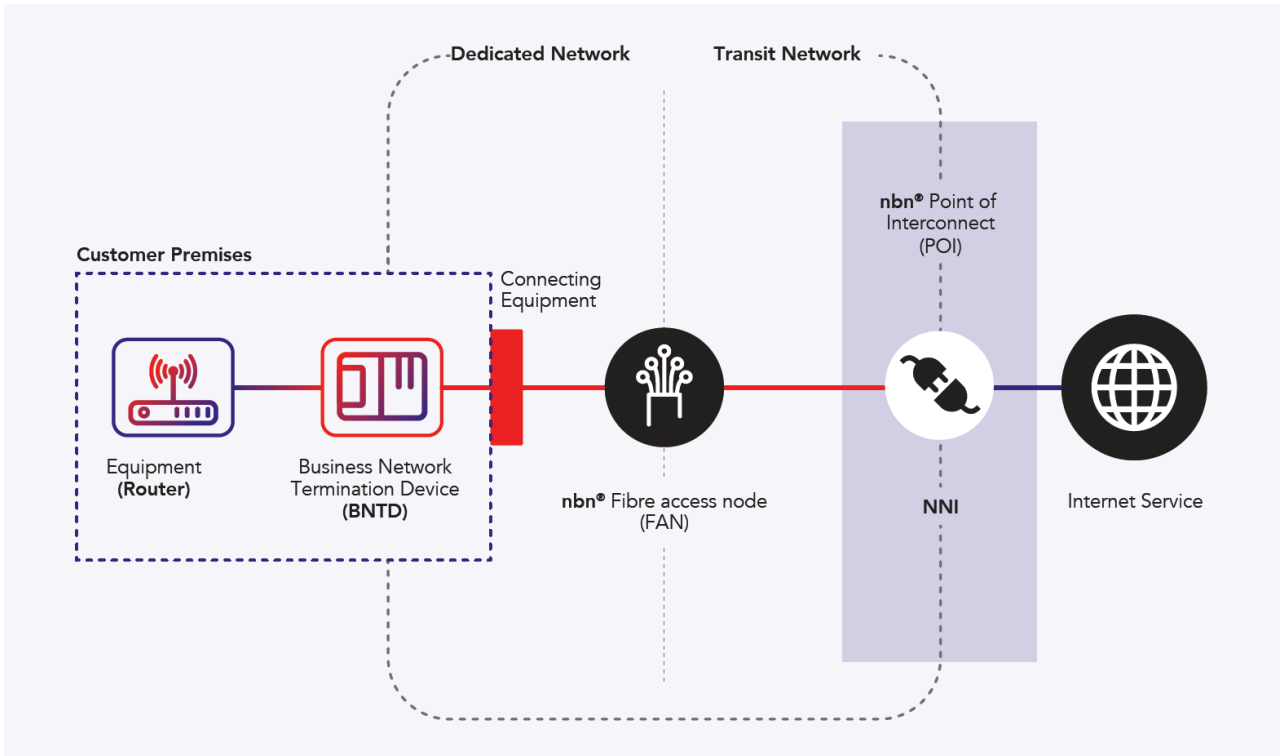 Dedicated Network
Transit Network
nbn® Point of
Interconnect
(POI)
Customer Premises
Connecting
Equipment
Equipment
(Router)
Business Network
Termination Device
(BNTD)
nbn® Fibre access node
(FAN)
NNI
Internet Service